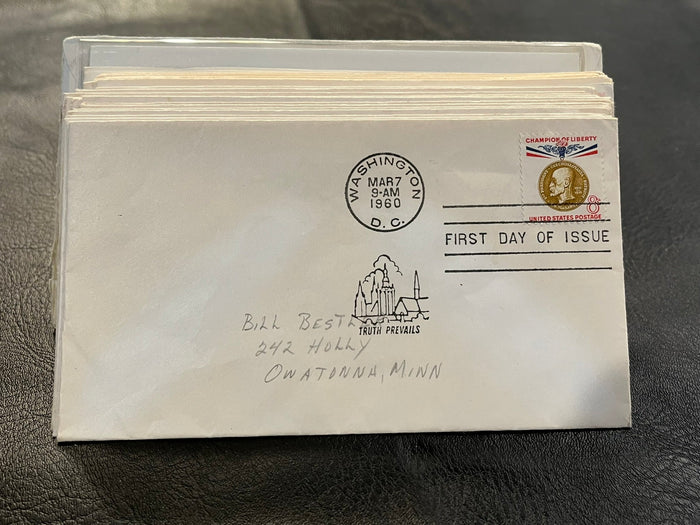 CHAMPION OF LIBERTY
8¢
UNITED STATES POSTAGE
WASHINGTON
MAR 7
9-AM
1960
D. C.
FIRST DAY OF ISSUE
TRUTH PREVAILS
BILL
242 HOLLY
OWATONNA, MINN